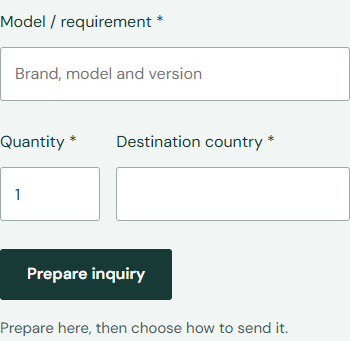 Model / requirement *
Brand, model and version
Quantity * Destination country *
1
Prepare inquiry
Prepare here, then choose how to send it.